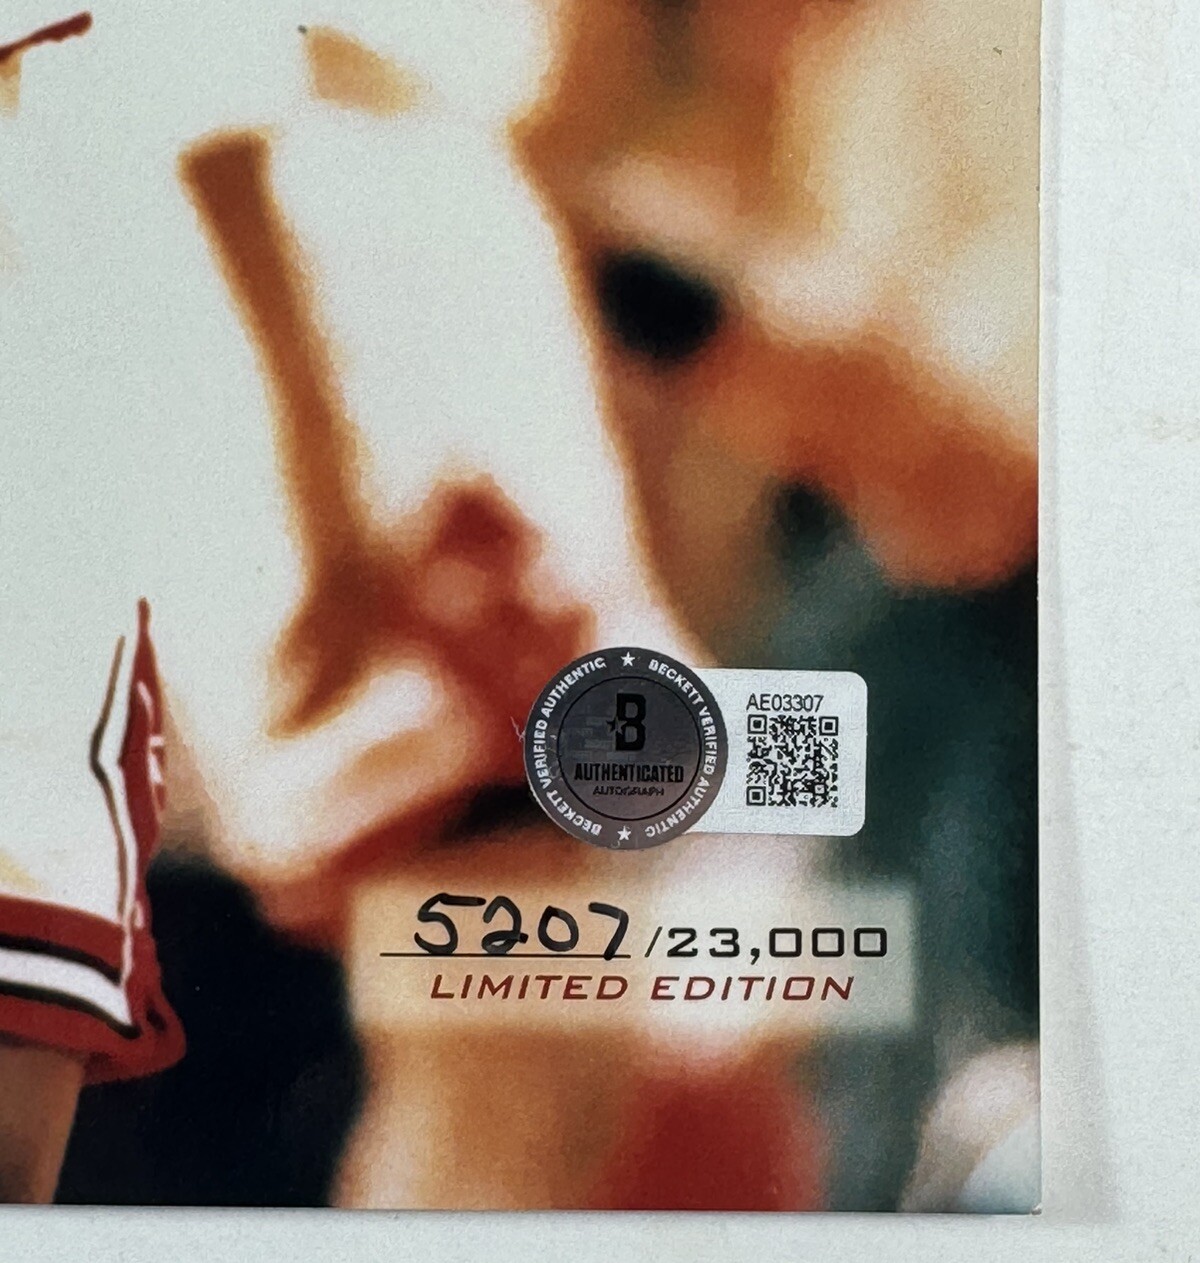 BECKETT VERIFIED AUTHENTIC ★ BECKETT VERIFIED AUTHENTIC ★
B
AUTHENTICATED
AUTOGRAPH
AE03307
5207/23,000
LIMITED EDITION